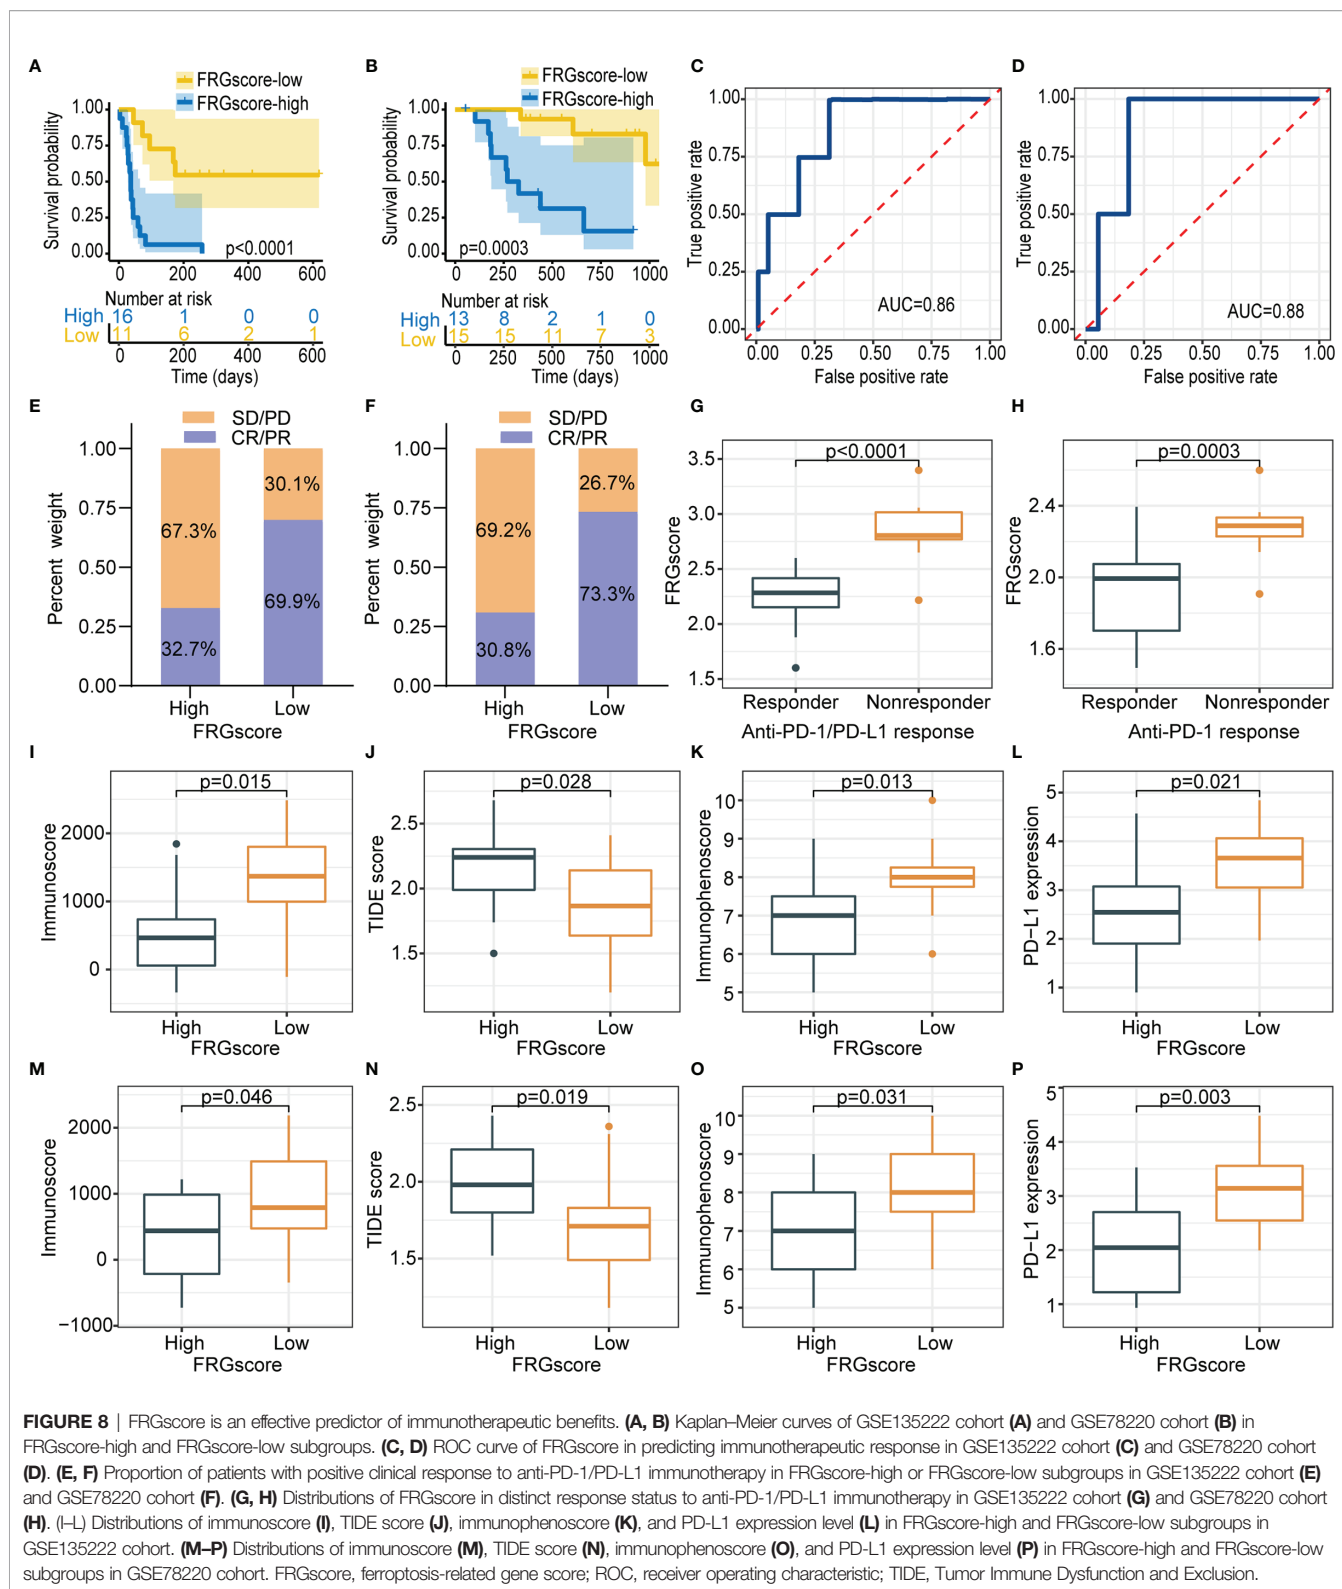 A
FRGscore-low
FRGscore-high
Survival probability
1.00
0.75
0.50
0.25
0.00
p<0.0001
0 200 400 600
Number at risk
High 16 1 0 0
Low 11 6 2 1
0 200 400 600
Time (days)
B
FRGscore-low
FRGscore-high
Survival probability
1.00
0.75
0.50
0.25
0.00
p=0.0003
0 250 500 750 1000
Number at risk
High 13 8 2 1 0
Low 15 15 11 7 3
0 250 500 750 1000
Time (days)
C
True positive rate
1.00
0.75
0.50
0.25
0.00
AUC=0.86
0.00 0.25 0.50 0.75 1.00
False positive rate
D
True positive rate
1.00
0.75
0.50
0.25
0.00
AUC=0.88
0.00 0.25 0.50 0.75 1.00
False positive rate
E
SD/PD
CR/PR
Percent weight
1.00
0.75
0.50
0.25
0.00
67.3%
32.7%
30.1%
69.9%
High Low
FRGscore
F
SD/PD
CR/PR
Percent weight
1.00
0.75
0.50
0.25
0.00
69.2%
30.8%
26.7%
73.3%
High Low
FRGscore
G
FRGscore
3.5
3.0
2.5
2.0
1.5
p<0.0001
Responder Nonresponder
Anti-PD-1/PD-L1 response
H
FRGscore
2.4
2.0
1.6
p=0.0003
Responder Nonresponder
Anti-PD-1 response
I
Immunoscore
2000
1000
0
p=0.015
High Low
FRGscore
J
TIDE score
2.5
2.0
1.5
p=0.028
High Low
FRGscore
K
Immunophenoscore
10
9
8
7
6
5
p=0.013
High Low
FRGscore
L
PD−L1 expression
5
4
3
2
1
p=0.021
High Low
FRGscore
M
Immunoscore
2000
1000
0
−1000
p=0.046
High Low
FRGscore
N
TIDE score
2.5
2.0
1.5
p=0.019
High Low
FRGscore
O
Immunophenoscore
10
9
8
7
6
5
p=0.031
High Low
FRGscore
P
PD−L1 expression
5
4
3
2
1
p=0.003
High Low
FRGscore
FIGURE 8 | FRGscore is an effective predictor of immunotherapeutic benefits. (A, B) Kaplan–Meier curves of GSE135222 cohort (A) and GSE78220 cohort (B) in
FRGscore-high and FRGscore-low subgroups. (C, D) ROC curve of FRGscore in predicting immunotherapeutic response in GSE135222 cohort (C) and GSE78220 cohort
(D). (E, F) Proportion of patients with positive clinical response to anti-PD-1/PD-L1 immunotherapy in FRGscore-high or FRGscore-low subgroups in GSE135222 cohort (E)
and GSE78220 cohort (F). (G, H) Distributions of FRGscore in distinct response status to anti-PD-1/PD-L1 immunotherapy in GSE135222 cohort (G) and GSE78220 cohort
(H). (I–L) Distributions of immunoscore (I), TIDE score (J), immunophenoscore (K), and PD-L1 expression level (L) in FRGscore-high and FRGscore-low subgroups in
GSE135222 cohort. (M–P) Distributions of immunoscore (M), TIDE score (N), immunophenoscore (O), and PD-L1 expression level (P) in FRGscore-high and FRGscore-low
subgroups in GSE78220 cohort. FRGscore, ferroptosis-related gene score; ROC, receiver operating characteristic; TIDE, Tumor Immune Dysfunction and Exclusion.